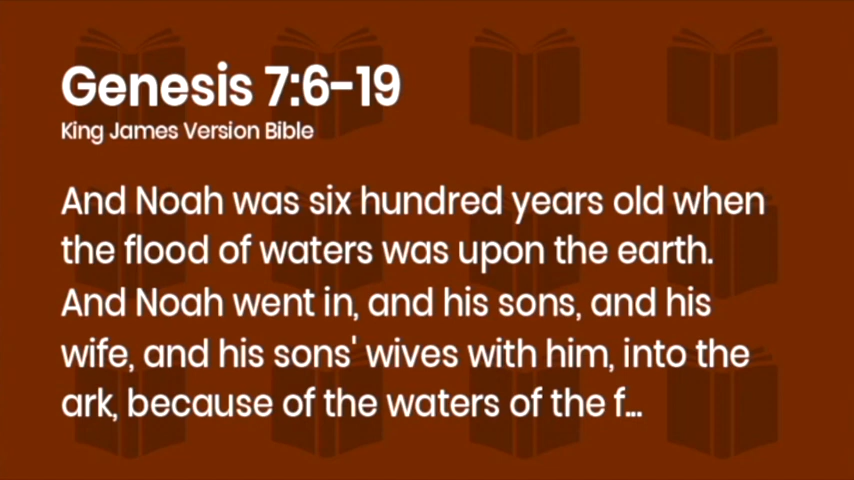 Genesis 7:6-19
King James Version Bible
And Noah was six hundred years old when
the flood of waters was upon the earth.
And Noah went in, and his sons, and his
wife, and his sons' wives with him, into the
ark, because of the waters of the f...